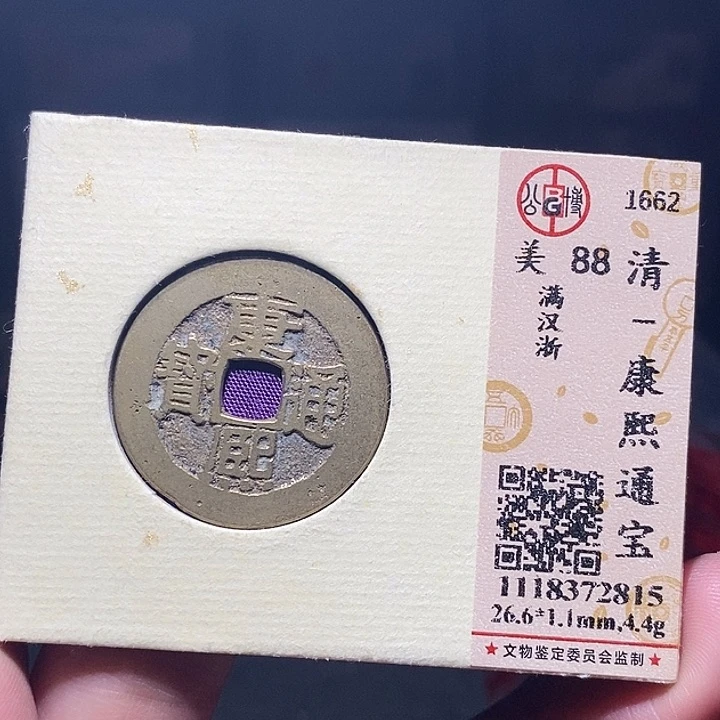 康熙通寳
公博
1662
美 88
满汉浙
清一康熙通宝
1118372815
26.6*1.1mm,4.4g
★文物鉴定委员会监制★